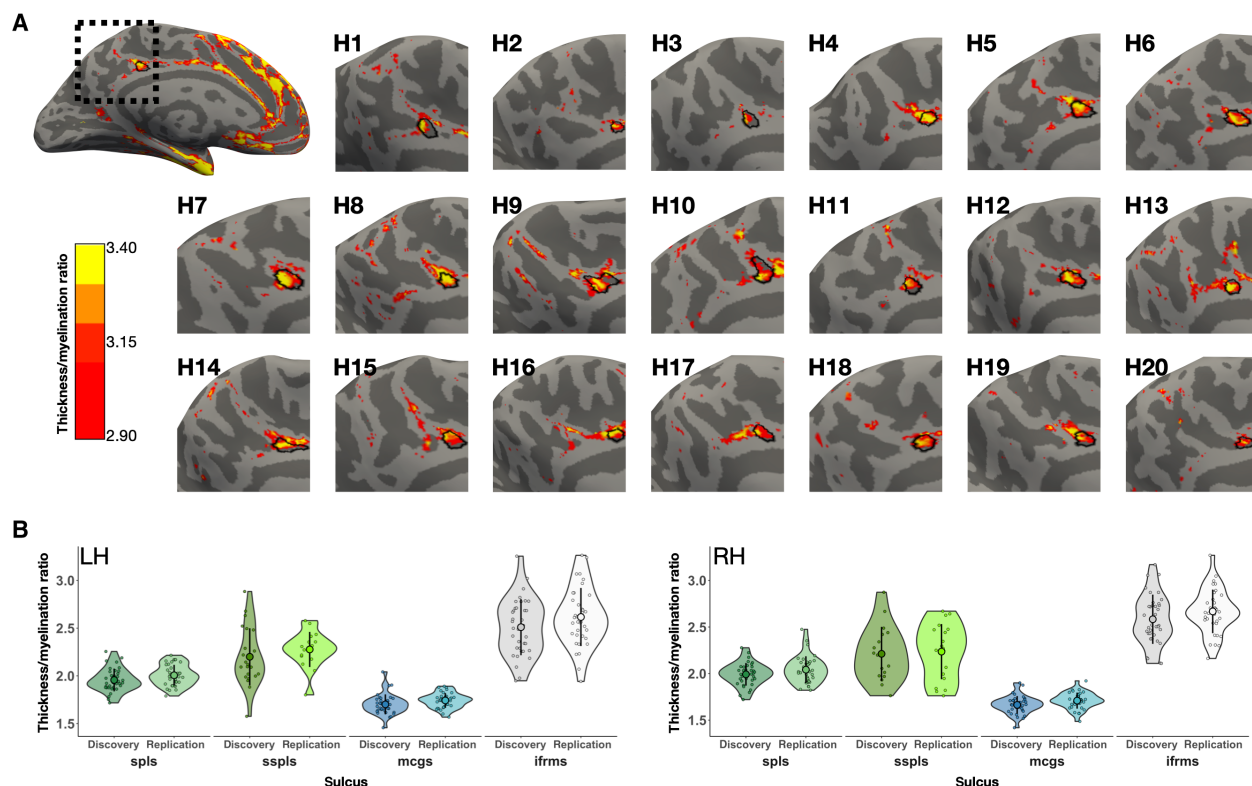 A
H1 H2 H3 H4 H5 H6
H7 H8 H9 H10 H11 H12 H13
Thickness/myelination ratio
3.40
3.15
2.90
H14 H15 H16 H17 H18 H19 H20
B
LH
Thickness/myelination ratio
3.0
2.5
2.0
1.5
Discovery Replication Discovery Replication Discovery Replication Discovery Replication
spls sspls mcgs ifrms
Sulcus
RH
Thickness/myelination ratio
3.0
2.5
2.0
1.5
Discovery Replication Discovery Replication Discovery Replication Discovery Replication
spls sspls mcgs ifrms
Sulcus